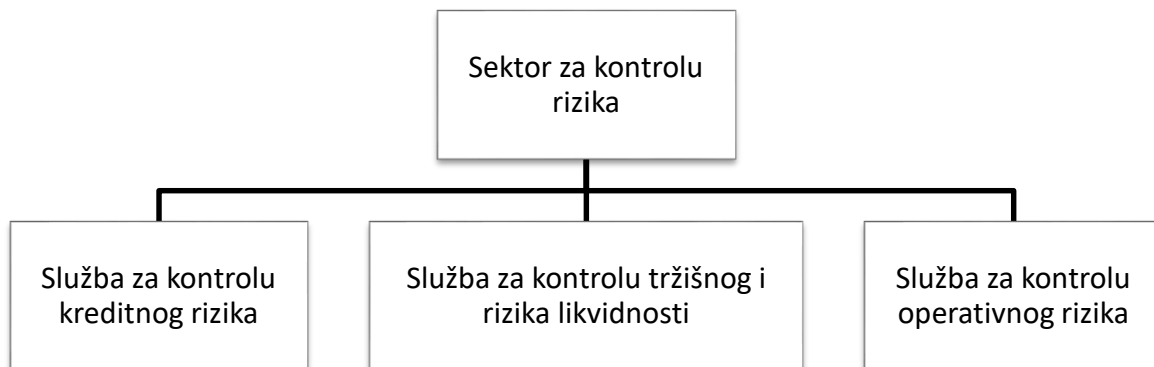 Sektor za kontrolu
rizika
Služba za kontrolu
kreditnog rizika
Služba za kontrolu tržišnog i
rizika likvidnosti
Služba za kontrolu
operativnog rizika